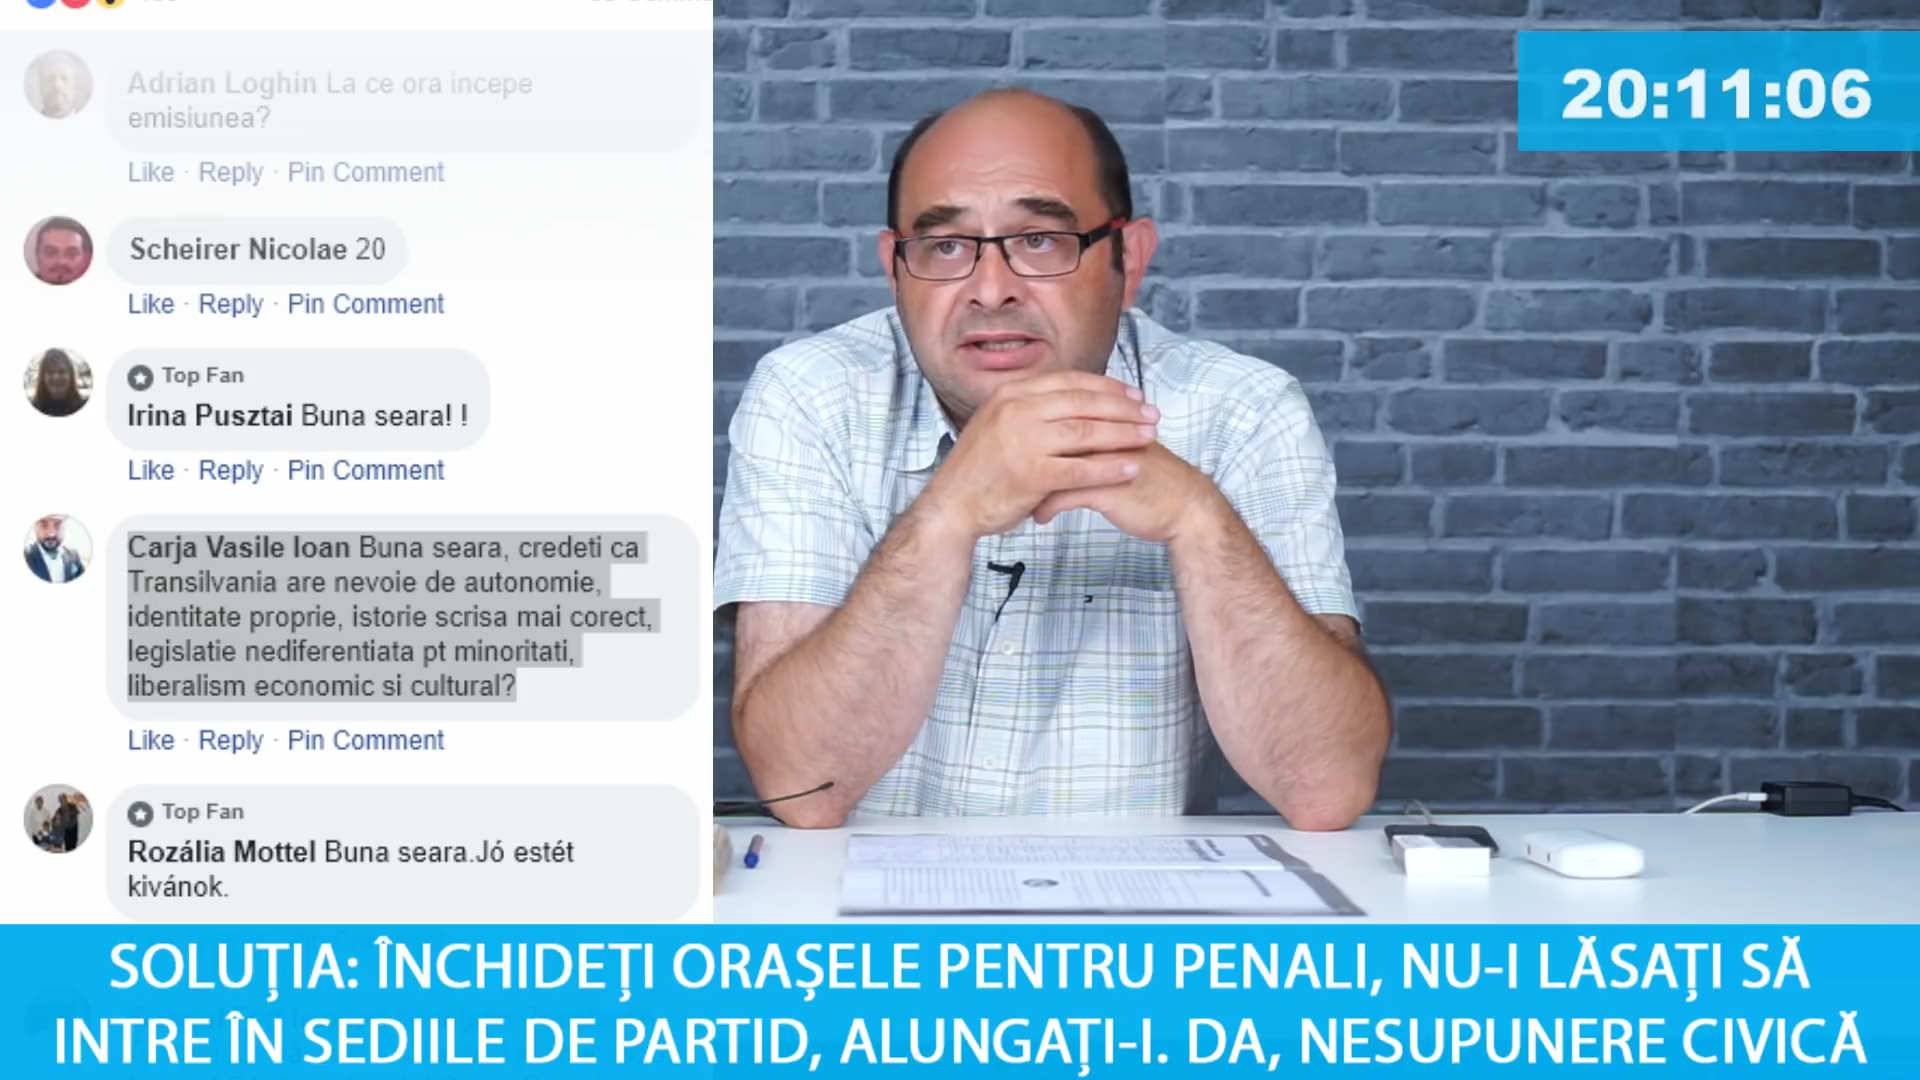 Adrian Loghin La ce ora incepe
emisiunea?
Like · Reply · Pin Comment
Scheirer Nicolae 20
Like · Reply · Pin Comment
Top Fan
Irina Pusztai Buna seara! !
Like · Reply · Pin Comment
Carja Vasile Ioan Buna seara, credeti ca
Transilvania are nevoie de autonomie,
identitate proprie, istorie scrisa mai corect,
legislatie nediferentiata pt minoritati,
liberalism economic si cultural?
Like · Reply · Pin Comment
Top Fan
Rozália Mottel Buna seara.Jó estét
kivánok.
20:11:06
SOLUȚIA: ÎNCHIDEȚI ORAȘELE PENTRU PENALI, NU-I LĂSAȚI SĂ
INTRE ÎN SEDIILE DE PARTID, ALUNGAȚI-I. DA, NESUPUNERE CIVICĂ